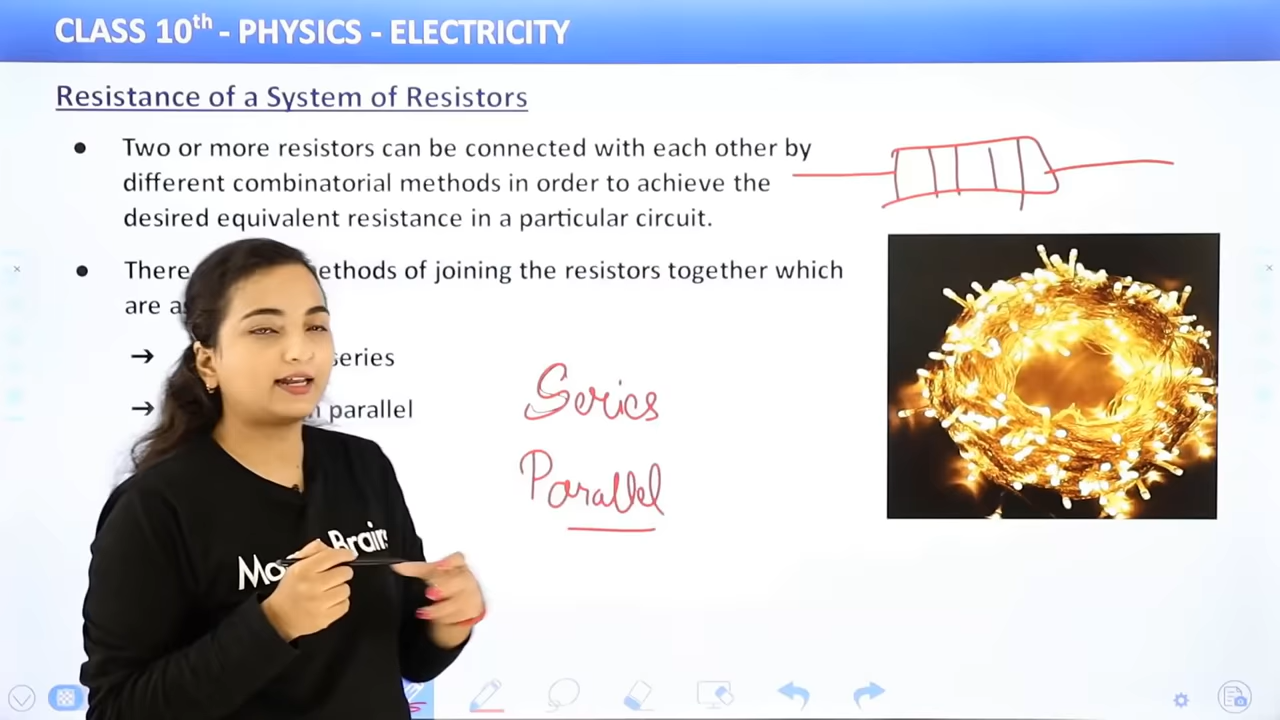 CLASS 10th - PHYSICS - ELECTRICITY
Resistance of a System of Resistors
● Two or more resistors can be connected with each other by
different combinatorial methods in order to achieve the
desired equivalent resistance in a particular circuit.
● There methods of joining the resistors together which
are
➔ series
➔ parallel
Series
Parallel
Brain